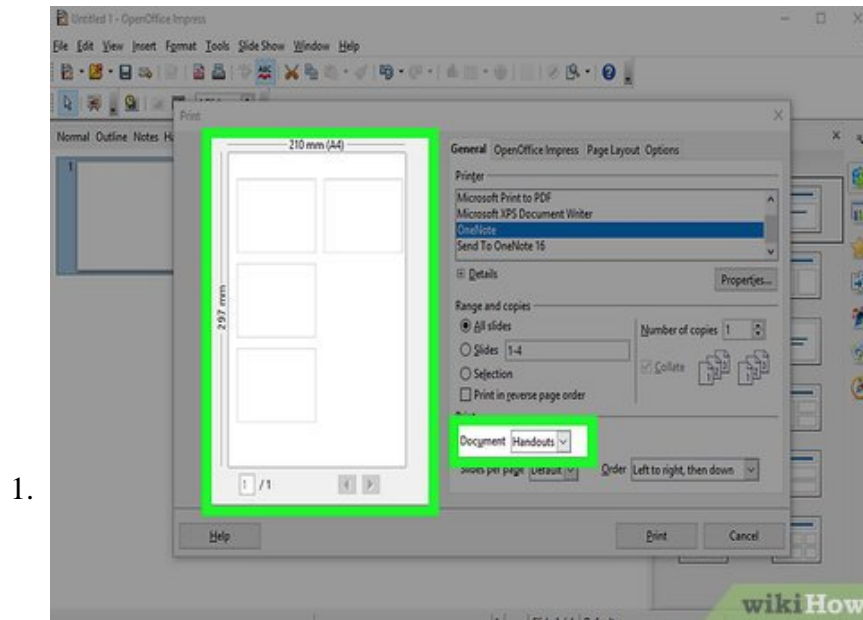 Untitled 1 - OpenOffice Impress
File Edit View Insert Format Tools Slide Show Window Help
Print
Normal Outline Notes
1
210 mm (A4)
297 mm
1 / 1
General OpenOffice Impress Page Layout Options
Printer
Microsoft Print to PDF
Microsoft XPS Document Writer
OneNote
Send To OneNote 16
Details
Properties...
Range and copies
All slides
Slides 1-4
Selection
Print in reverse page order
Number of copies 1
Collate
Print
Document Handouts
Slides per page Default
Order Left to right, then down
Help
Print
Cancel
1.
wikiHow